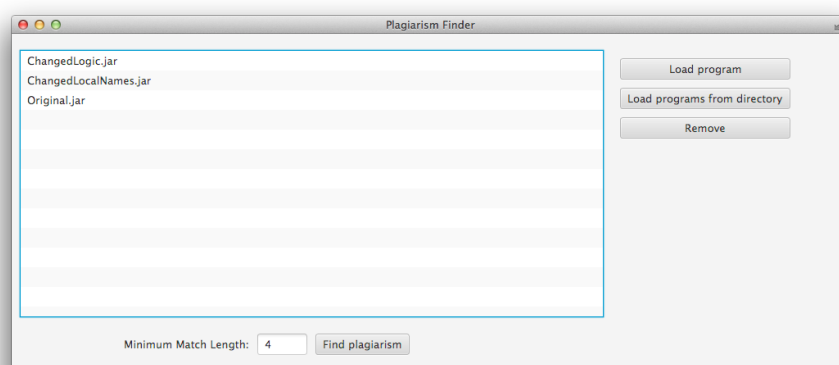 Plagiarism Finder
ChangedLogic.jar
ChangedLocalNames.jar
Original.jar
Load program
Load programs from directory
Remove
Minimum Match Length: 4 Find plagiarism